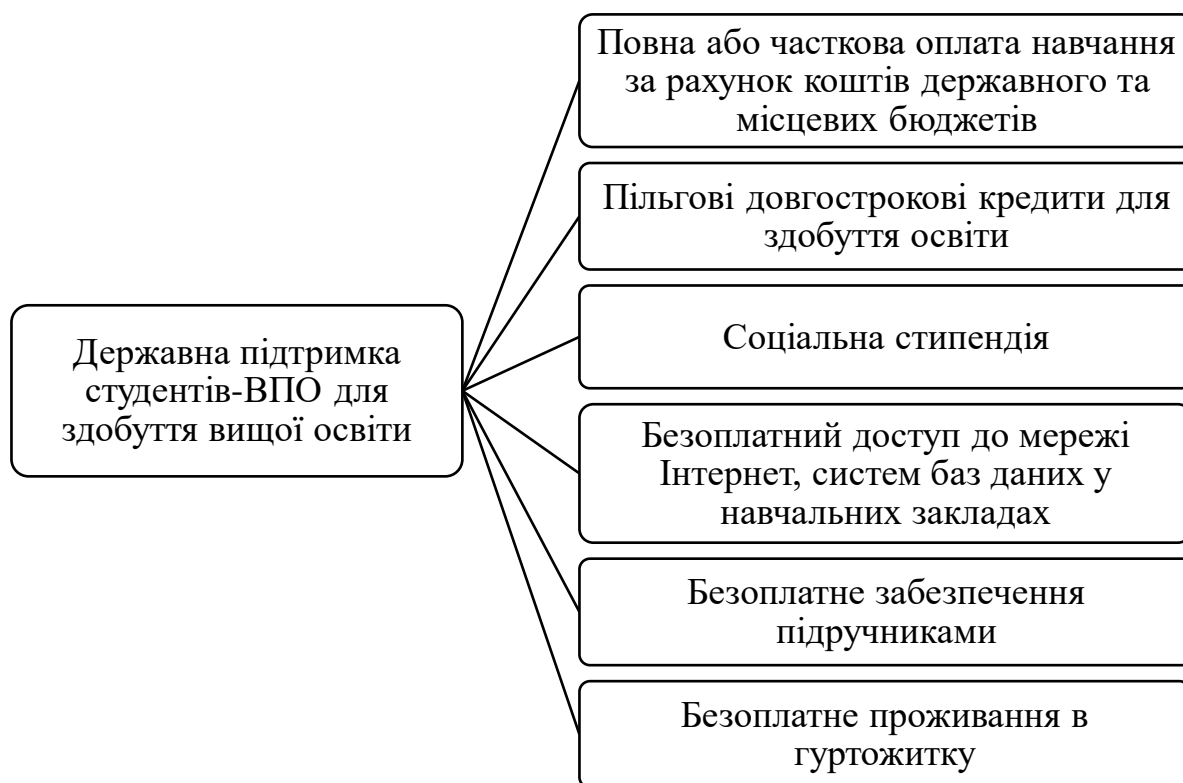 Повна або часткова оплата навчання
за рахунок коштів державного та
місцевих бюджетів
Пільгові довгострокові кредити для
здобуття освіти
Соціальна стипендія
Державна підтримка
студентів-ВПО для
здобуття вищої освіти
Безоплатний доступ до мережі
Інтернет, систем баз даних у
навчальних закладах
Безоплатне забезпечення
підручниками
Безоплатне проживання в
гуртожитку